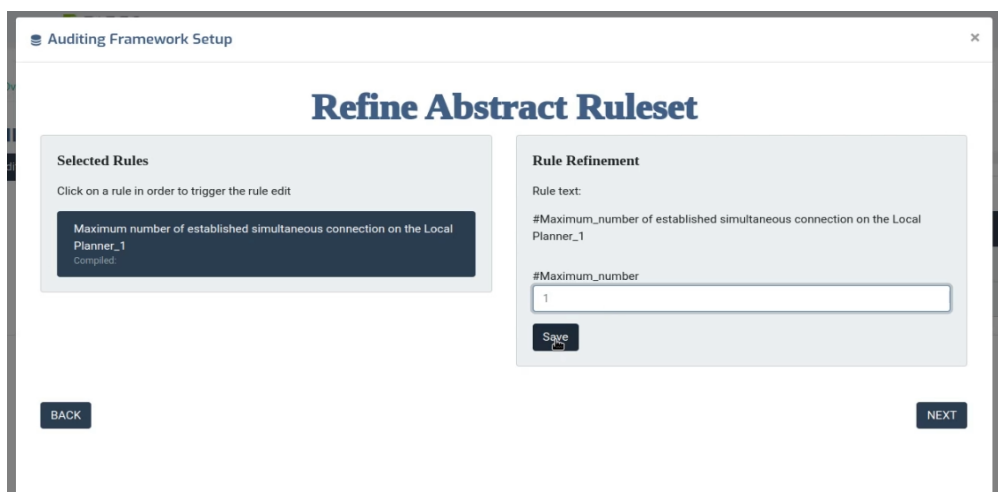 Auditing Framework Setup
×
Refine Abstract Ruleset
Selected Rules
Click on a rule in order to trigger the rule edit
Maximum number of established simultaneous connection on the Local
Planner_1
Compiled:
Rule Refinement
Rule text:
#Maximum_number of established simultaneous connection on the Local
Planner_1
#Maximum_number
1
Save
BACK
NEXT